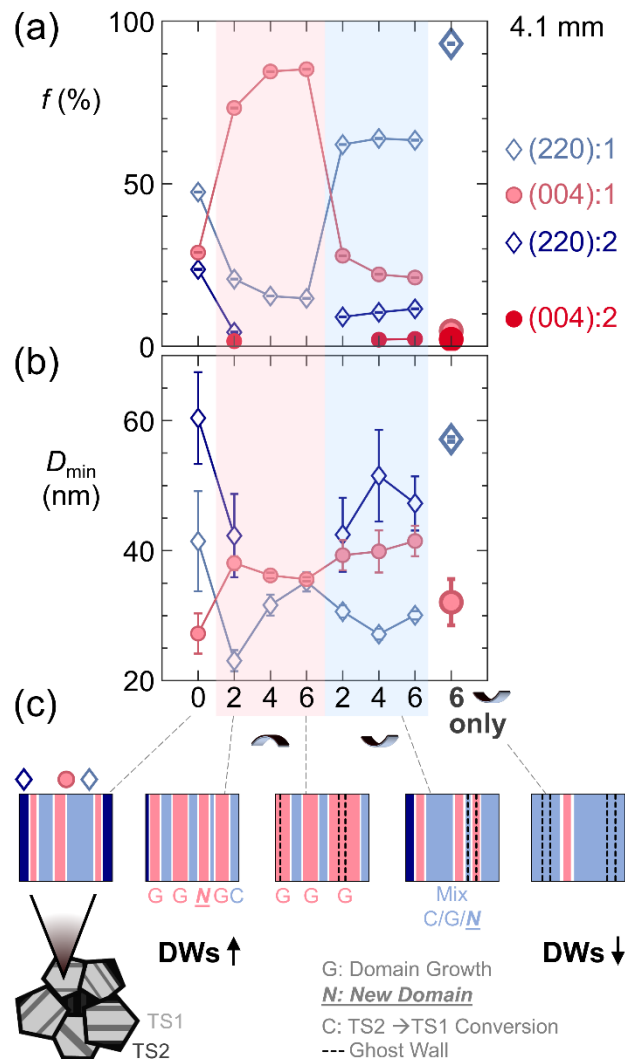 (a)
4.1 mm
100
f (%)
50
0
(220):1
(004):1
(220):2
(004):2
(b)
Dmin
(nm)
60
40
20
0 2 4 6 2 4 6 6
only
(c)
G G N G C
G G G
Mix
C/G/N
DWs ↑
DWs ↓
TS1
TS2
G: Domain Growth
N: New Domain
C: TS2 →TS1 Conversion
--- Ghost Wall